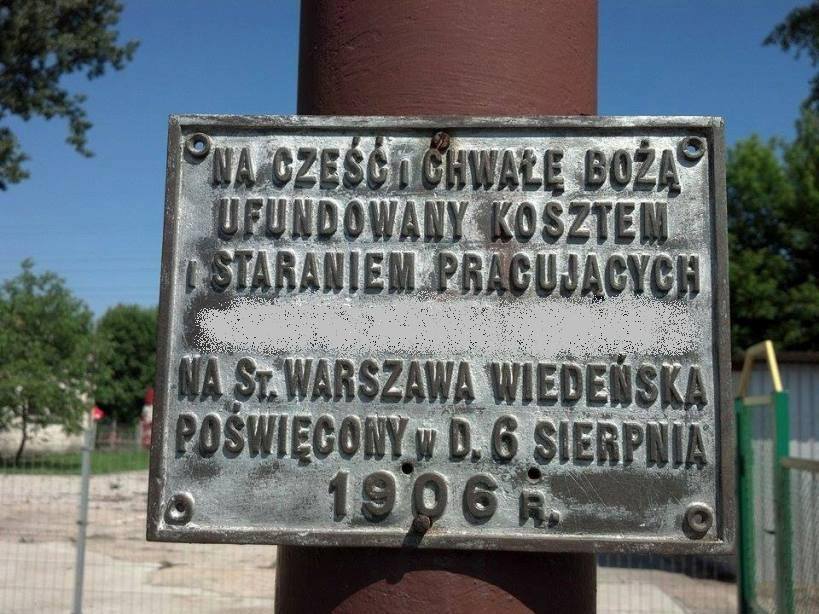 NA CZEŚĆ i CHWAŁĘ BOŻĄ
UFUNDOWANY KOSZTEM
i STARANIEM PRACUJĄCYCH
NA ST. WARSZAWA WIEDEŃSKA
POŚWIĘCONY W D. 6 SIERPNIA
1906 R.